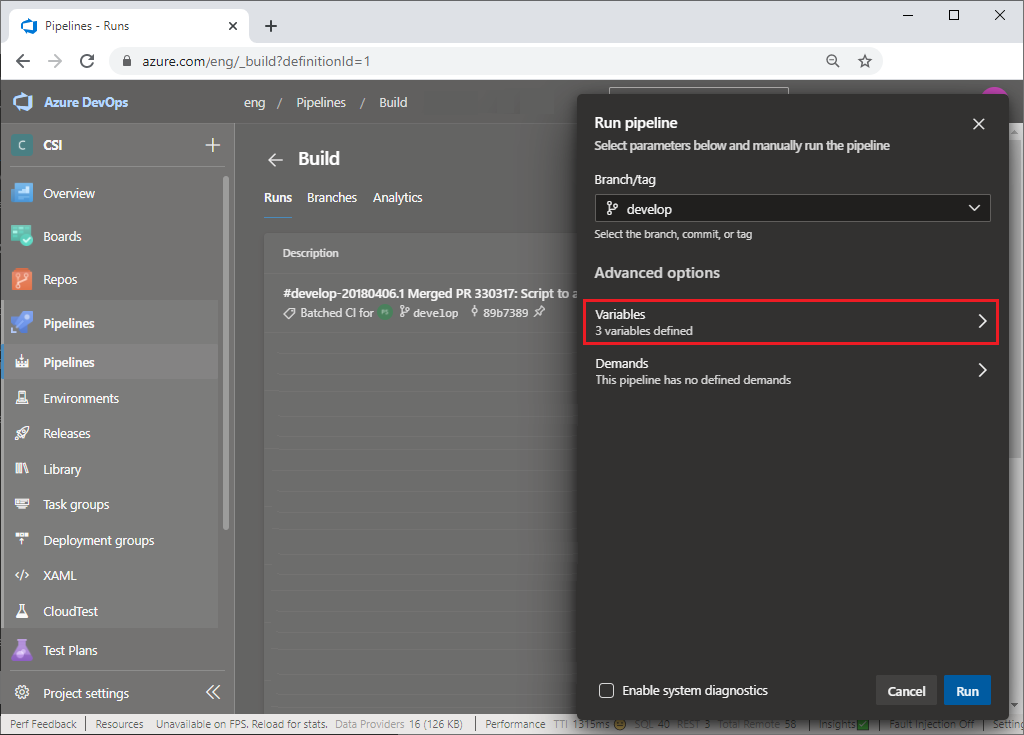 Pipelines - Runs
azure.com/eng/_build?definitionId=1
Azure DevOps
eng / Pipelines / Build
C CSI
Overview
Boards
Repos
Pipelines
Pipelines
Environments
Releases
Library
Task groups
Deployment groups
XAML
CloudTest
Test Plans
Project settings
Build
Runs Branches Analytics
Description
#develop-20180406.1 Merged PR 330317: Script to a
Batched CI for PS develop 89b7389
Run pipeline
Select parameters below and manually run the pipeline
Branch/tag
develop
Select the branch, commit, or tag
Advanced options
Variables
3 variables defined
Demands
This pipeline has no defined demands
Enable system diagnostics
Cancel
Run
Perf Feedback Resources Unavailable on FPS. Reload for stats. Data Providers 16 (126 KB) Performance TTI 1315ms SQL 40 REST 3 Total Remote 58 Insights Fault Injection Off Setting